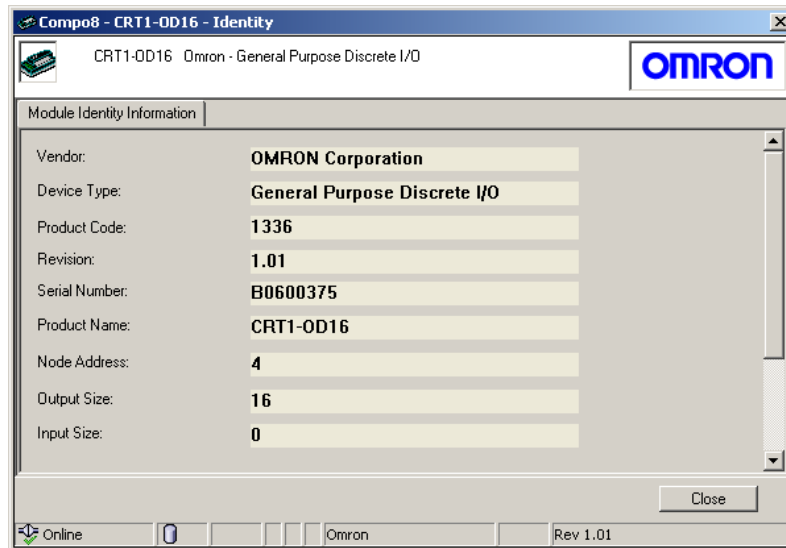 Compo8 - CRT1-OD16 - Identity
CRT1-OD16 Omron - General Purpose Discrete I/O
OMRON
Module Identity Information
Vendor: OMRON Corporation
Device Type: General Purpose Discrete I/O
Product Code: 1336
Revision: 1.01
Serial Number: B0600375
Product Name: CRT1-OD16
Node Address: 4
Output Size: 16
Input Size: 0
Close
Online Omron Rev 1.01